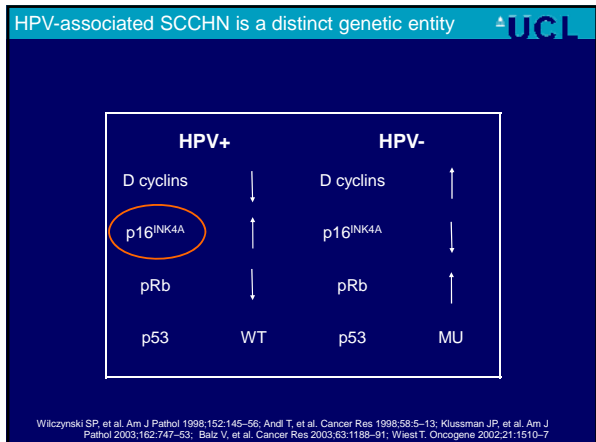 HPV-associated SCCHN is a distinct genetic entity
UCL
HPV+ HPV-
D cyclins ↓ D cyclins ↑
p16INK4A ↑ p16INK4A ↓
pRb ↓ pRb ↑
p53 WT p53 MU
Wilczynski SP, et al. Am J Pathol 1998;152:145–56; Andl T, et al. Cancer Res 1998;58:5–13; Klussman JP, et al. Am J
Pathol 2003;162:747–53; Balz V, et al. Cancer Res 2003;63:1188–91; Wiest T. Oncogene 2002;21:1510–7